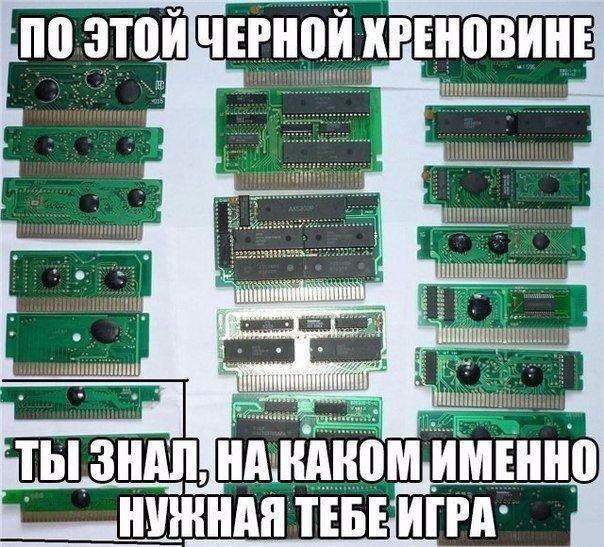 ПО ЭТОЙ ЧЕРНОЙ ХРЕНОВИНЕ
ТЫ ЗНАЛ, НА КАКОМ ИМЕННО
НУЖНАЯ ТЕБЕ ИГРА